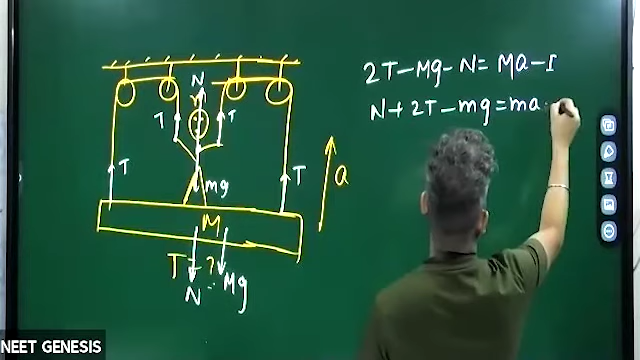 2T-Mg-N=Ma-I
N+2T-mg=ma
N
T
T
T
mg
T
a
M
T=?
N
Mg
NEET GENESIS